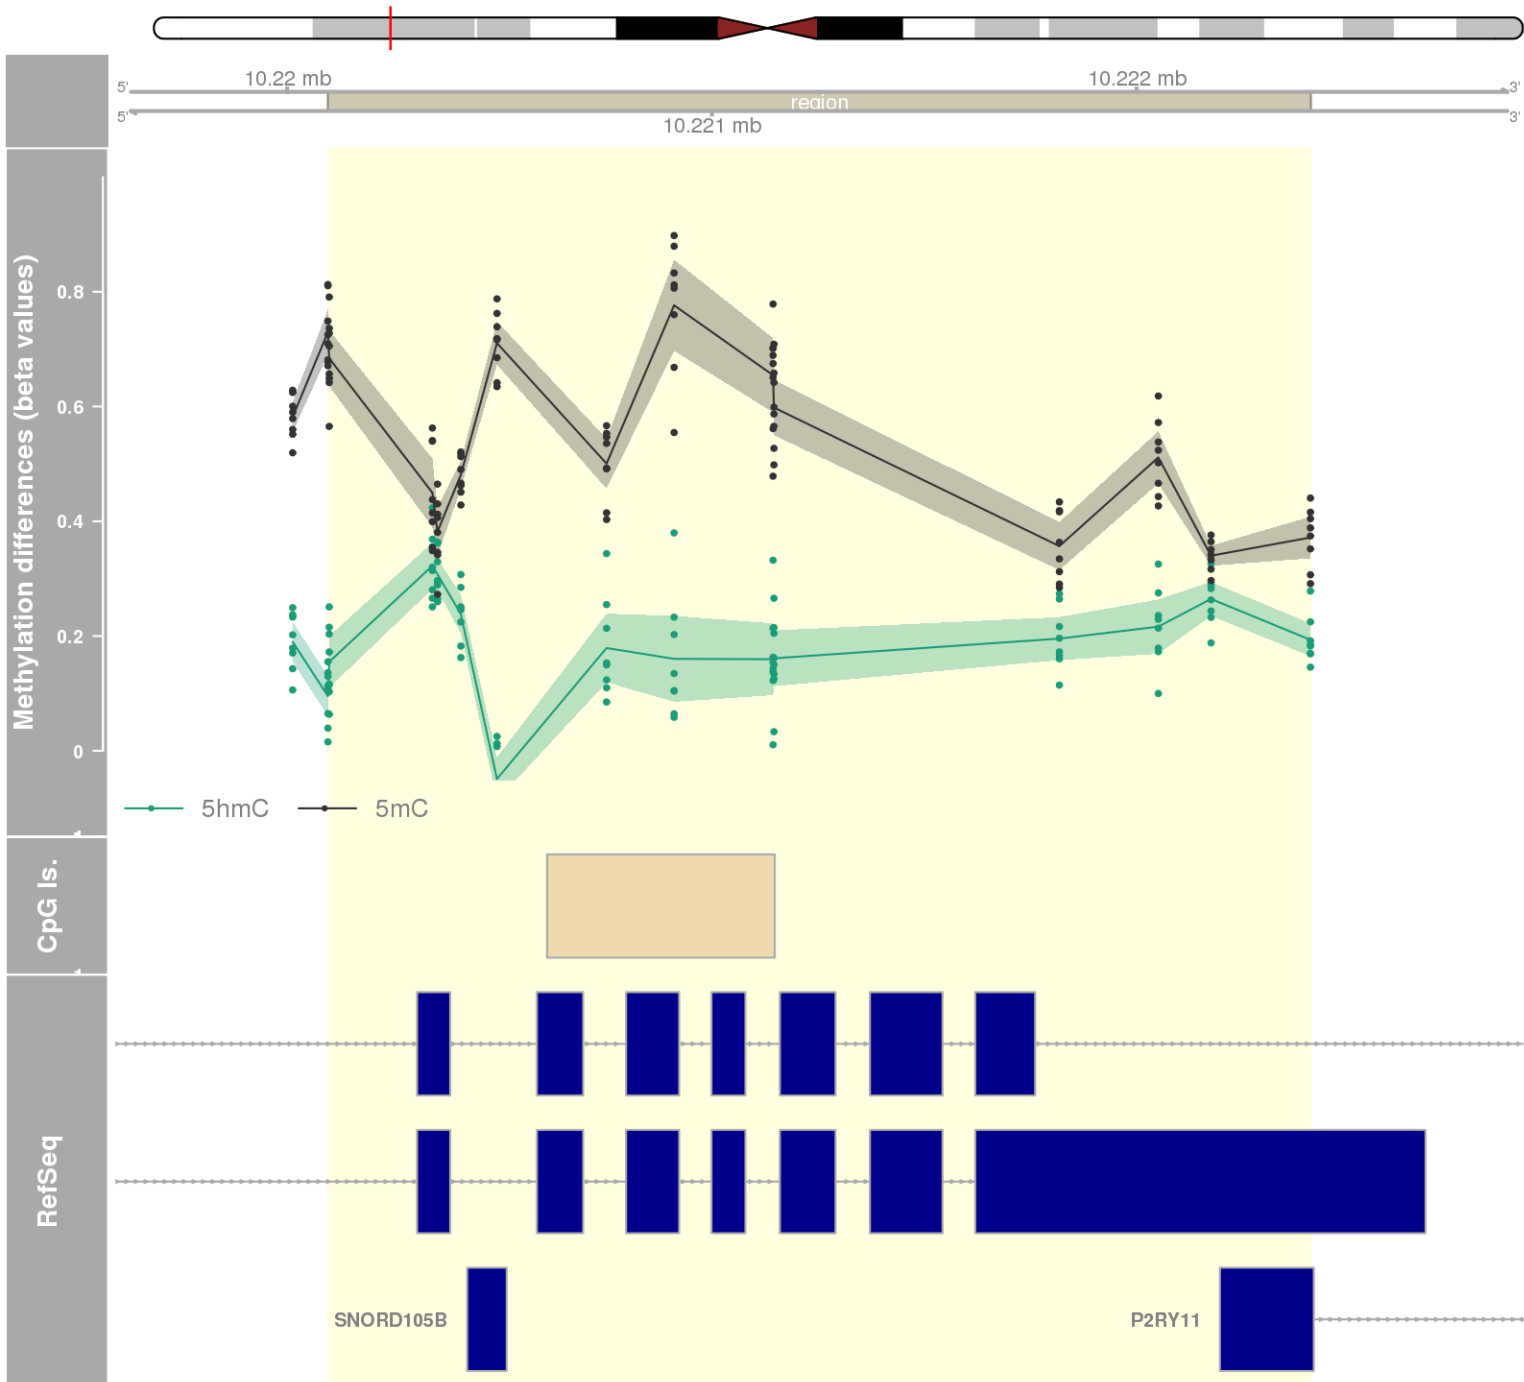 10.22 mb
10.222 mb
5'
3'
region
5'
3'
10.221 mb
Methylation differences (beta values)
0.8
0.6
0.4
0.2
0
5hmC
5mC
CpG Is.
RefSeq
SNORD105B
P2RY11